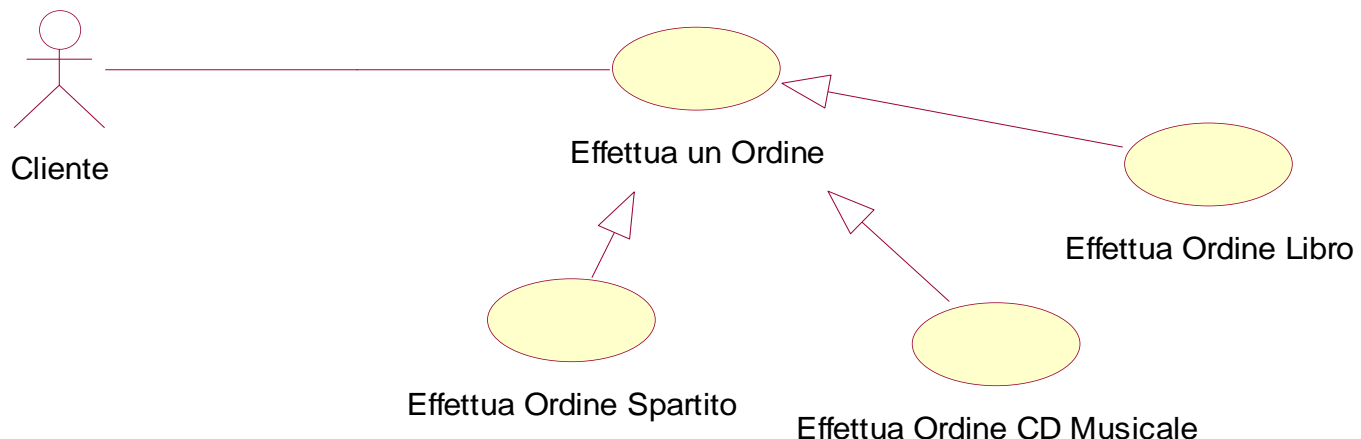 Cliente
Effettua un Ordine
Effettua Ordine Libro
Effettua Ordine Spartito
Effettua Ordine CD Musicale